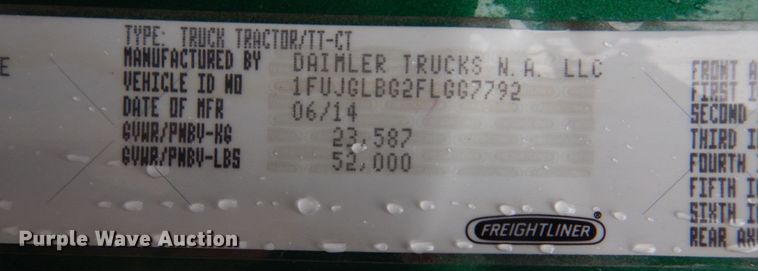 TYPE: TRUCK TRACTOR/TT-CT
MANUFACTURED BY DAIMLER TRUCKS N.A. LLC
VEHICLE ID NO 1FUJGLBG2FLGG7792
DATE OF MFR 06/14
GVWR/PNBV-KG 23,587
GVWR/PNBV-LBS 52,000
E
FRONT A
FIRST I
SECOND
THIRD I
FOURTH
FIFTH I
SIXTH I
REAR AX
FREIGHTLINER®
Purple Wave Auction